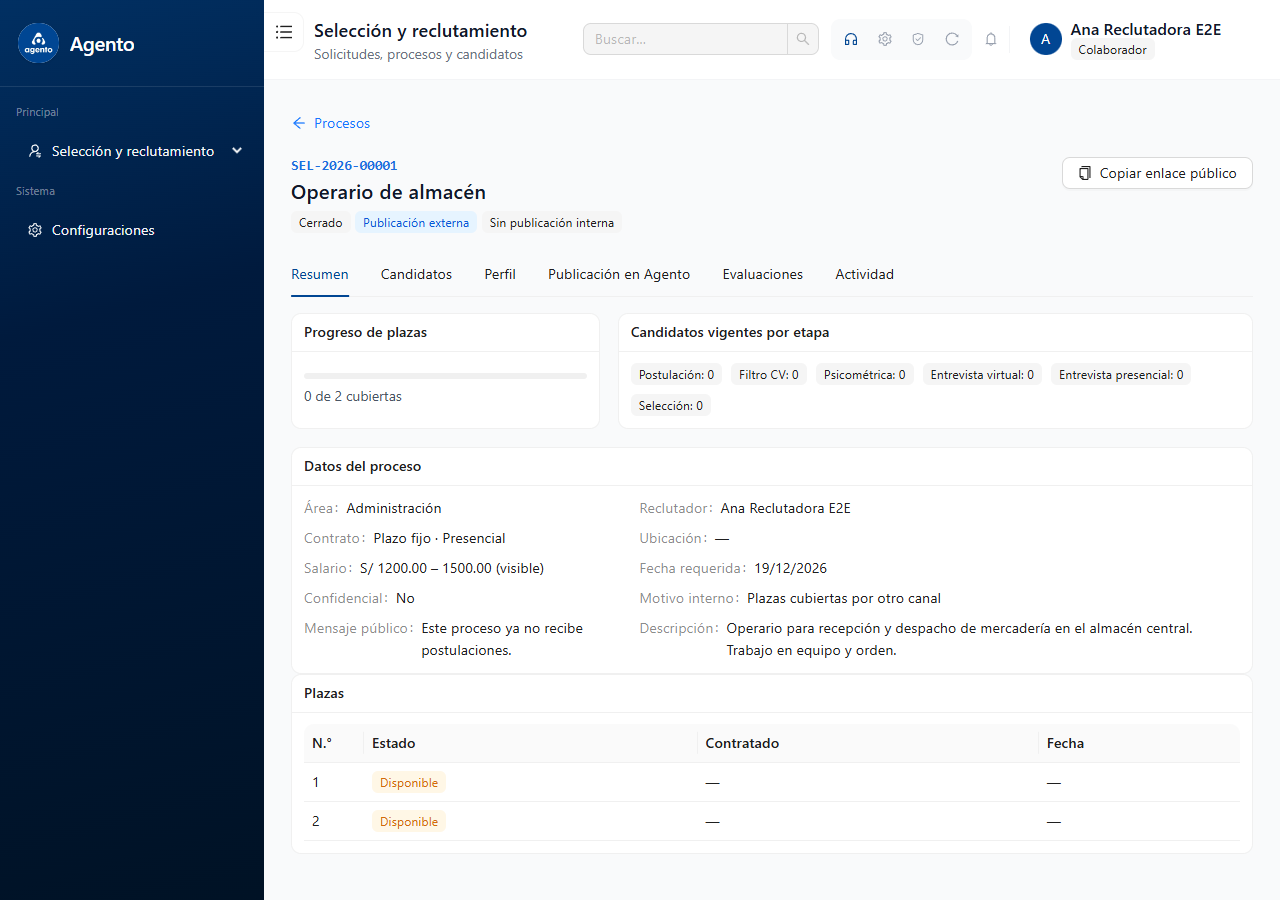 agento
Agento
Principal
Selección y reclutamiento
Sistema
Configuraciones
Selección y reclutamiento
Solicitudes, procesos y candidatos
Buscar...
A
Ana Reclutadora E2E
Colaborador
Procesos
SEL-2026-00001
Operario de almacén
Copiar enlace público
Cerrado
Publicación externa
Sin publicación interna
Resumen
Candidatos
Perfil
Publicación en Agento
Evaluaciones
Actividad
Progreso de plazas
0 de 2 cubiertas
Candidatos vigentes por etapa
Postulación: 0
Filtro CV: 0
Psicométrica: 0
Entrevista virtual: 0
Entrevista presencial: 0
Selección: 0
Datos del proceso
Área: Administración
Reclutador: Ana Reclutadora E2E
Contrato: Plazo fijo · Presencial
Ubicación: —
Salario: S/ 1200.00 – 1500.00 (visible)
Fecha requerida: 19/12/2026
Confidencial: No
Motivo interno: Plazas cubiertas por otro canal
Mensaje público: Este proceso ya no recibe
postulaciones.
Descripción: Operario para recepción y despacho de mercadería en el almacén central.
Trabajo en equipo y orden.
Plazas
N.° Estado Contratado Fecha
1 Disponible — —
2 Disponible — —